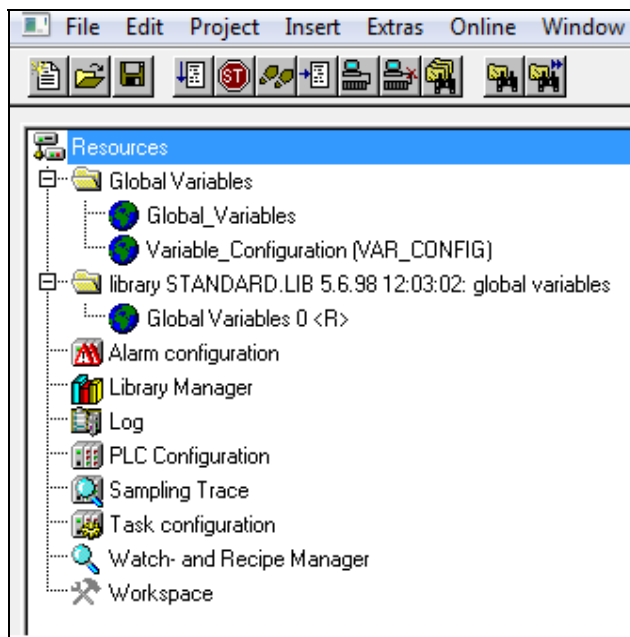 File Edit Project Insert Extras Online Window
ST
Resources
Global Variables
Global_Variables
Variable_Configuration (VAR_CONFIG)
library STANDARD.LIB 5.6.98 12:03:02: global variables
Global Variables 0 <R>
Alarm configuration
Library Manager
Log
PLC Configuration
Sampling Trace
Task configuration
Watch- and Recipe Manager
Workspace